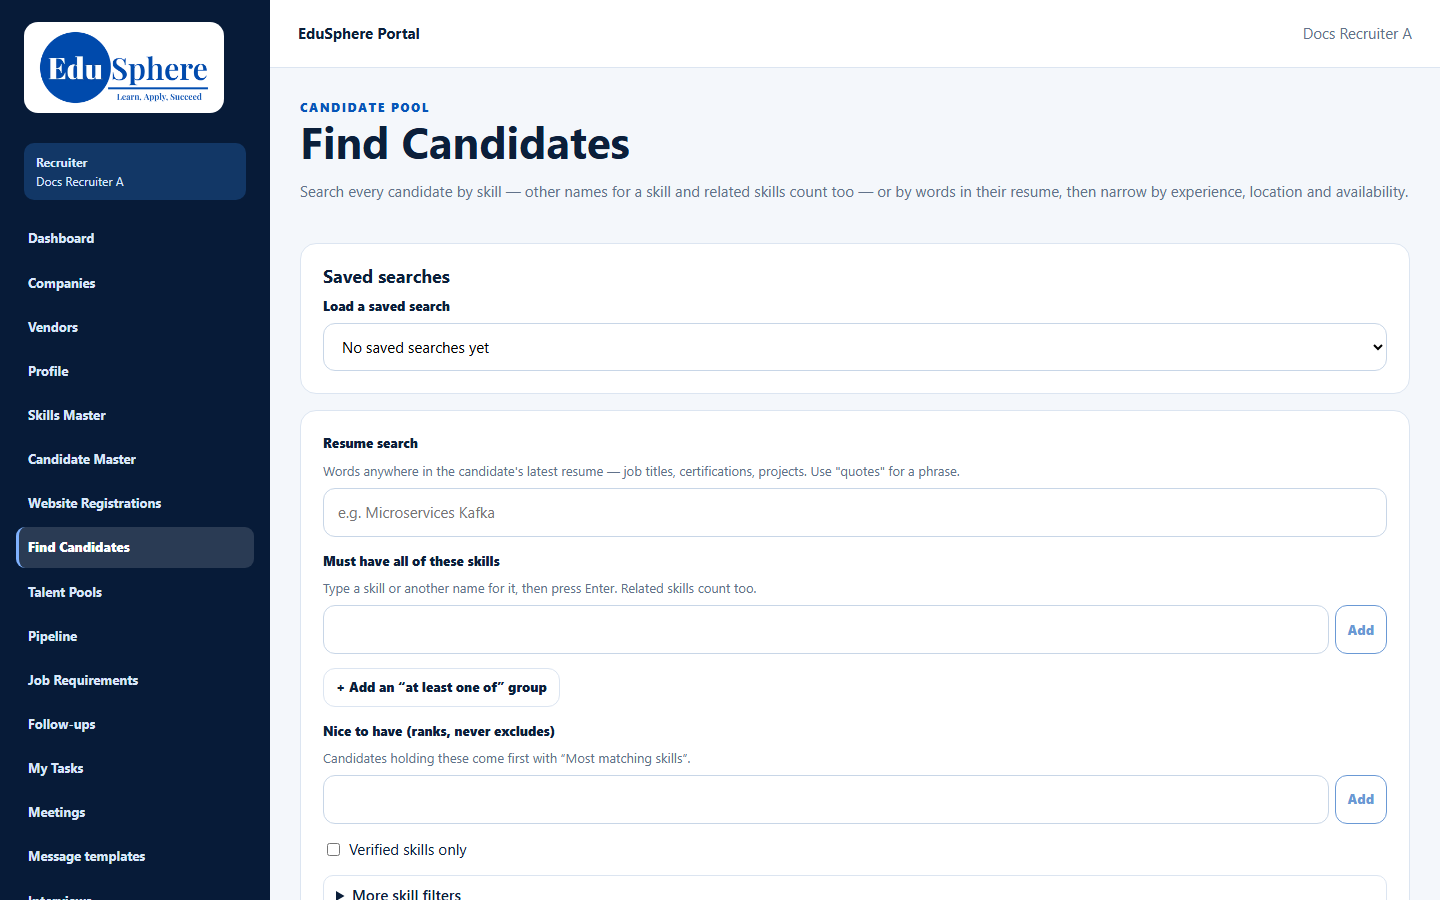 EduSphere
Learn, Apply, Succeed
Recruiter
Docs Recruiter A
Dashboard
Companies
Vendors
Profile
Skills Master
Candidate Master
Website Registrations
Find Candidates
Talent Pools
Pipeline
Job Requirements
Follow-ups
My Tasks
Meetings
Message templates
Interviews
EduSphere Portal
Docs Recruiter A
CANDIDATE POOL
Find Candidates
Search every candidate by skill — other names for a skill and related skills count too — or by words in their resume, then narrow by experience, location and availability.
Saved searches
Load a saved search
No saved searches yet
Resume search
Words anywhere in the candidate's latest resume — job titles, certifications, projects. Use "quotes" for a phrase.
e.g. Microservices Kafka
Must have all of these skills
Type a skill or another name for it, then press Enter. Related skills count too.
Add
+ Add an “at least one of” group
Nice to have (ranks, never excludes)
Candidates holding these come first with “Most matching skills”.
Add
Verified skills only
More skill filters